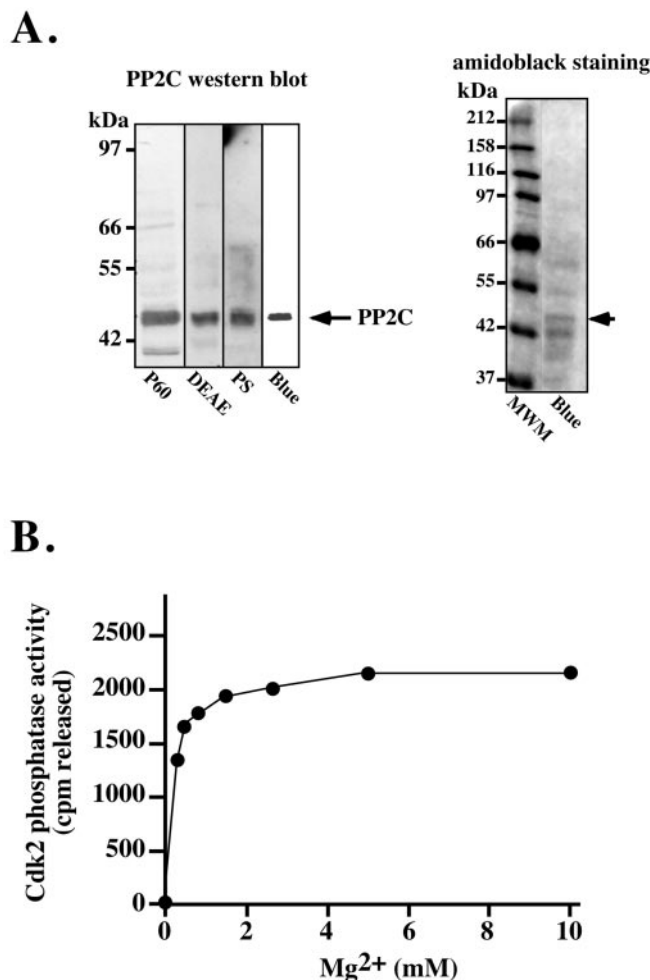 A.
PP2C western blot
kDa
97
66
55
42
PP2C
P60
DEAE
PS
Blue
amidoblack staining
kDa
212
158
116
97
66
55
42
37
MWM
Blue
B.
Cdk2 phosphatase activity
(cpm released)
2500
2000
1500
1000
500
0
0
2
4
6
8
10
Mg2+ (mM)